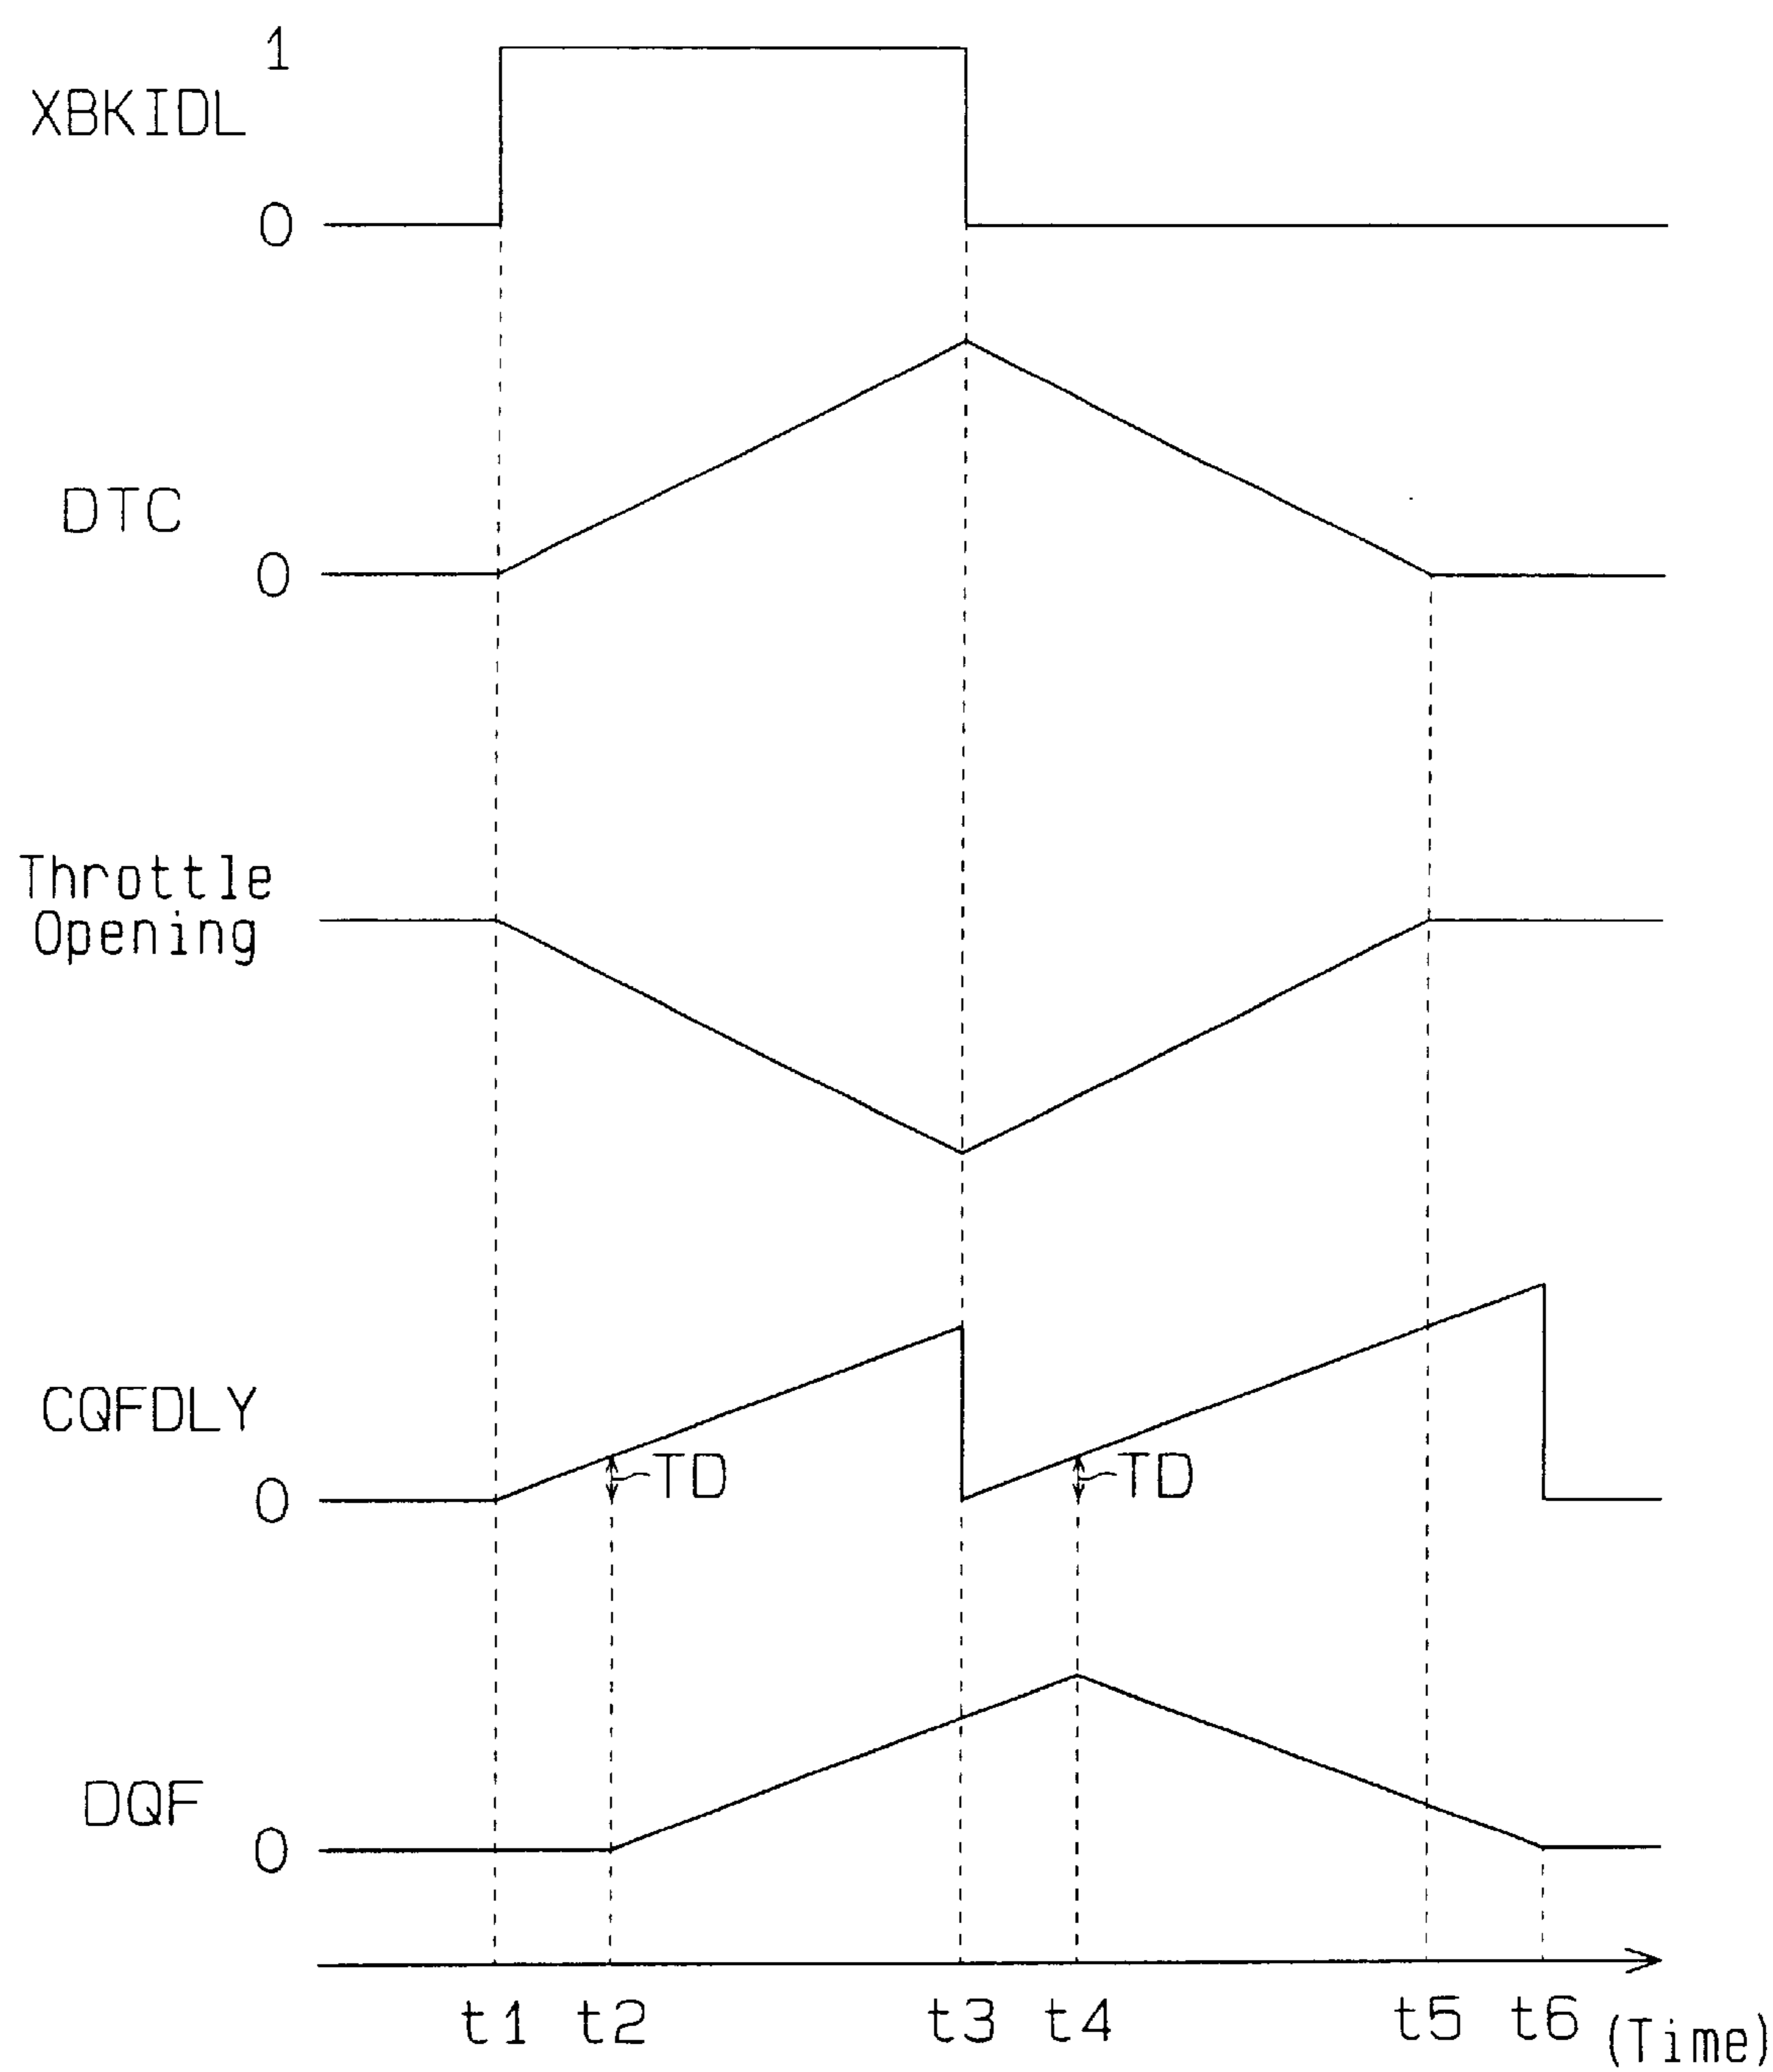 1
XBKIDL
0
DTC
0
Throttle
Opening
CQFDLY
TD
TD
0
DQF
0
t1 t2 t3 t4 t5 t6 (Time)